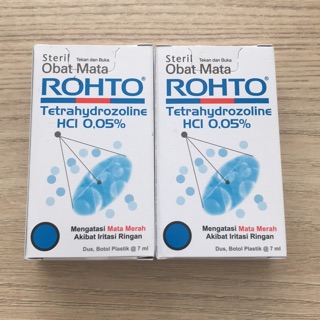 Steril Tekan dan Buka
Obat Mata
ROHTO®
Tetrahydrozoline
HCl 0,05%
Mengatasi Mata Merah
Akibat Iritasi Ringan
Dus, Botol Plastik @ 7 ml
Steril Tekan dan Buka
Obat Mata
ROHTO®
Tetrahydrozoline
HCl 0,05%
Mengatasi Mata Merah
Akibat Iritasi Ringan
Dus, Botol Plastik @ 7 ml